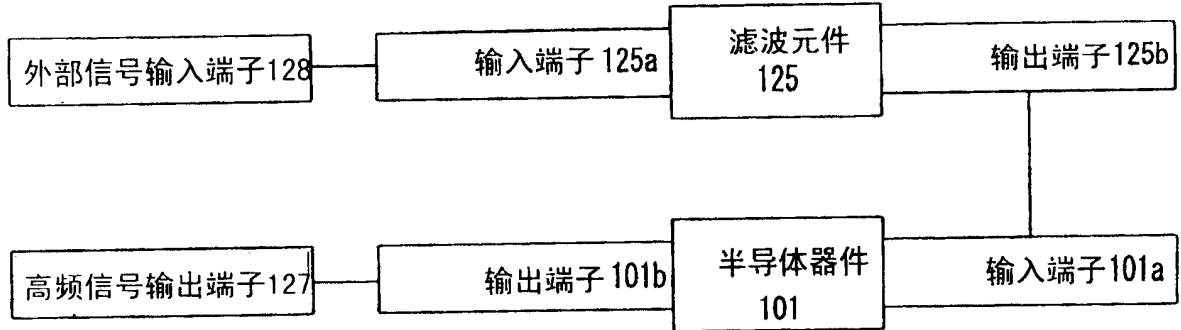 外部信号输入端子128
输入端子 125a
滤波元件
125
输出端子125b
高频信号输出端子127
输出端子 101b
半导体器件
101
输入端子101a